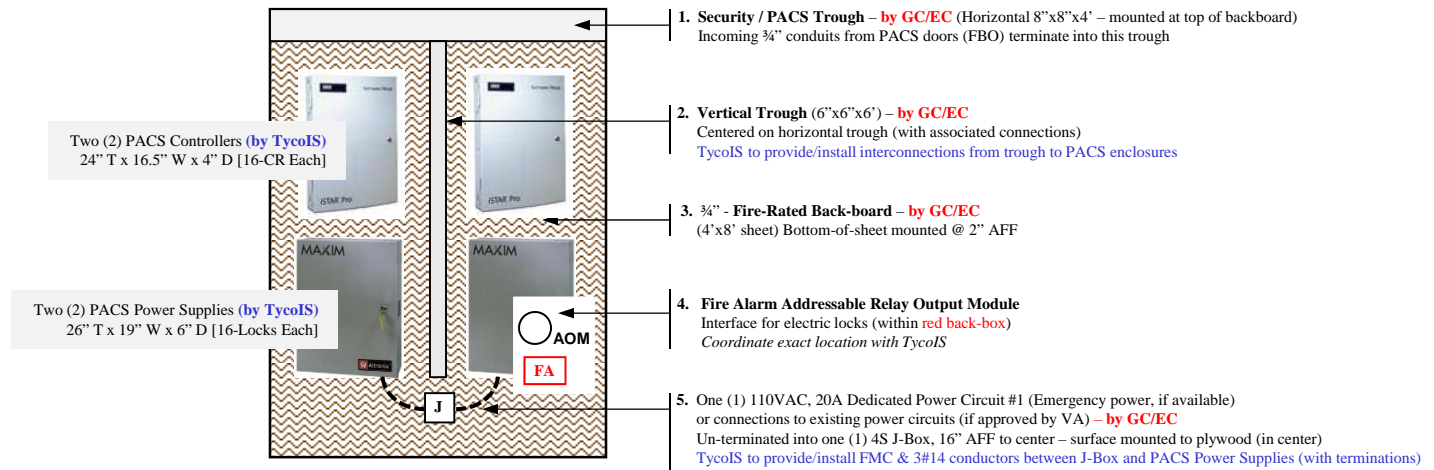 1. Security / PACS Trough – by GC/EC (Horizontal 8”x8”x4’ – mounted at top of backboard)
Incoming ¾” conduits from PACS doors (FBO) terminate into this trough
2. Vertical Trough (6”x6”x6’) – by GC/EC
Centered on horizontal trough (with associated connections)
TycoIS to provide/install interconnections from trough to PACS enclosures
Two (2) PACS Controllers (by TycoIS)
24” T x 16.5” W x 4” D [16-CR Each]
iSTAR Pro
iSTAR Pro
3. ¾” - Fire-Rated Back-board – by GC/EC
(4’x8’ sheet) Bottom-of-sheet mounted @ 2” AFF
MAXIM
MAXIM
Two (2) PACS Power Supplies (by TycoIS)
26” T x 19” W x 6” D [16-Locks Each]
4. Fire Alarm Addressable Relay Output Module
Interface for electric locks (within red back-box)
Coordinate exact location with TycoIS
AOM
FA
Altronix
J
5. One (1) 110VAC, 20A Dedicated Power Circuit #1 (Emergency power, if available)
or connections to existing power circuits (if approved by VA) – by GC/EC
Un-terminated into one (1) 4S J-Box, 16” AFF to center – surface mounted to plywood (in center)
TycoIS to provide/install FMC & 3#14 conductors between J-Box and PACS Power Supplies (with terminations)